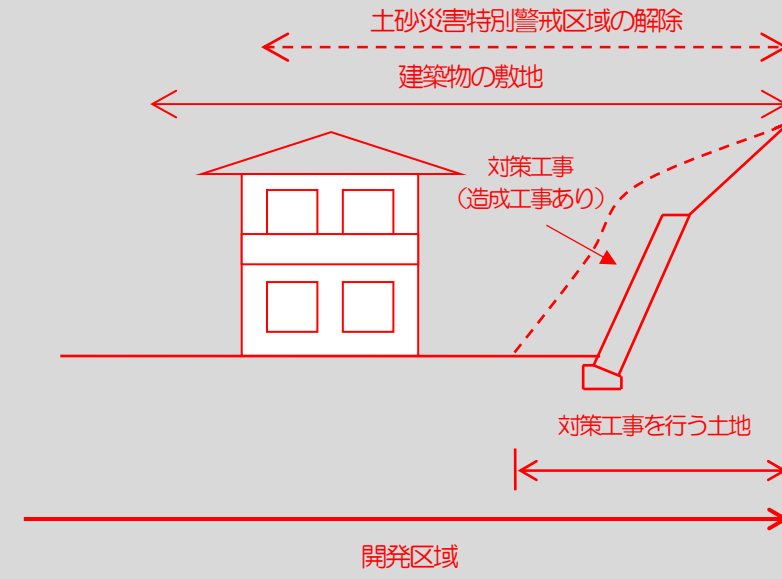 土砂災害特別警戒区域の解除
建築物の敷地
対策工事
（造成工事あり）
対策工事を行う土地
開発区域